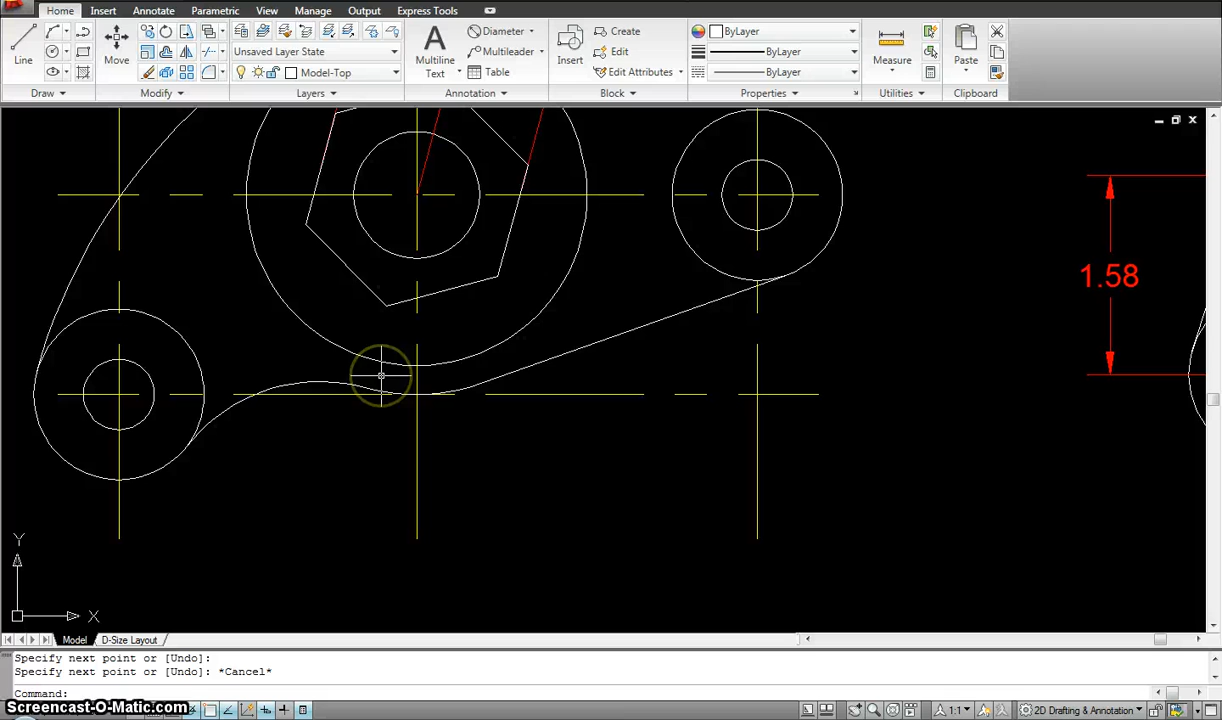 Home Insert Annotate Parametric View Manage Output Express Tools
Line
Move
Unsaved Layer State
Model-Top
Multiline
Text
Diameter
Multileader
Table
Insert
Create
Edit
Edit Attributes
ByLayer
ByLayer
ByLayer
Measure
Paste
Draw Modify Layers Annotation Block Properties Utilities Clipboard
1.58
Y
X
Model D-Size Layout
Specify next point or [Undo]:
Specify next point or [Undo]: *Cancel*
Command:
Screencast-O-Matic.com
1:1
2D Drafting & Annotation